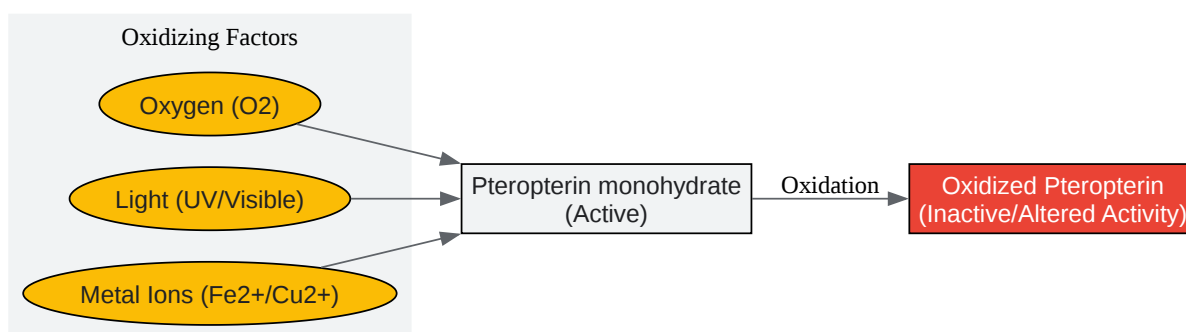 Oxidizing Factors
Oxygen (O2)
Light (UV/Visible)
Metal Ions (Fe2+/Cu2+)
Pteropterin monohydrate
(Active)
Oxidation
Oxidized Pteropterin
(Inactive/Altered Activity)